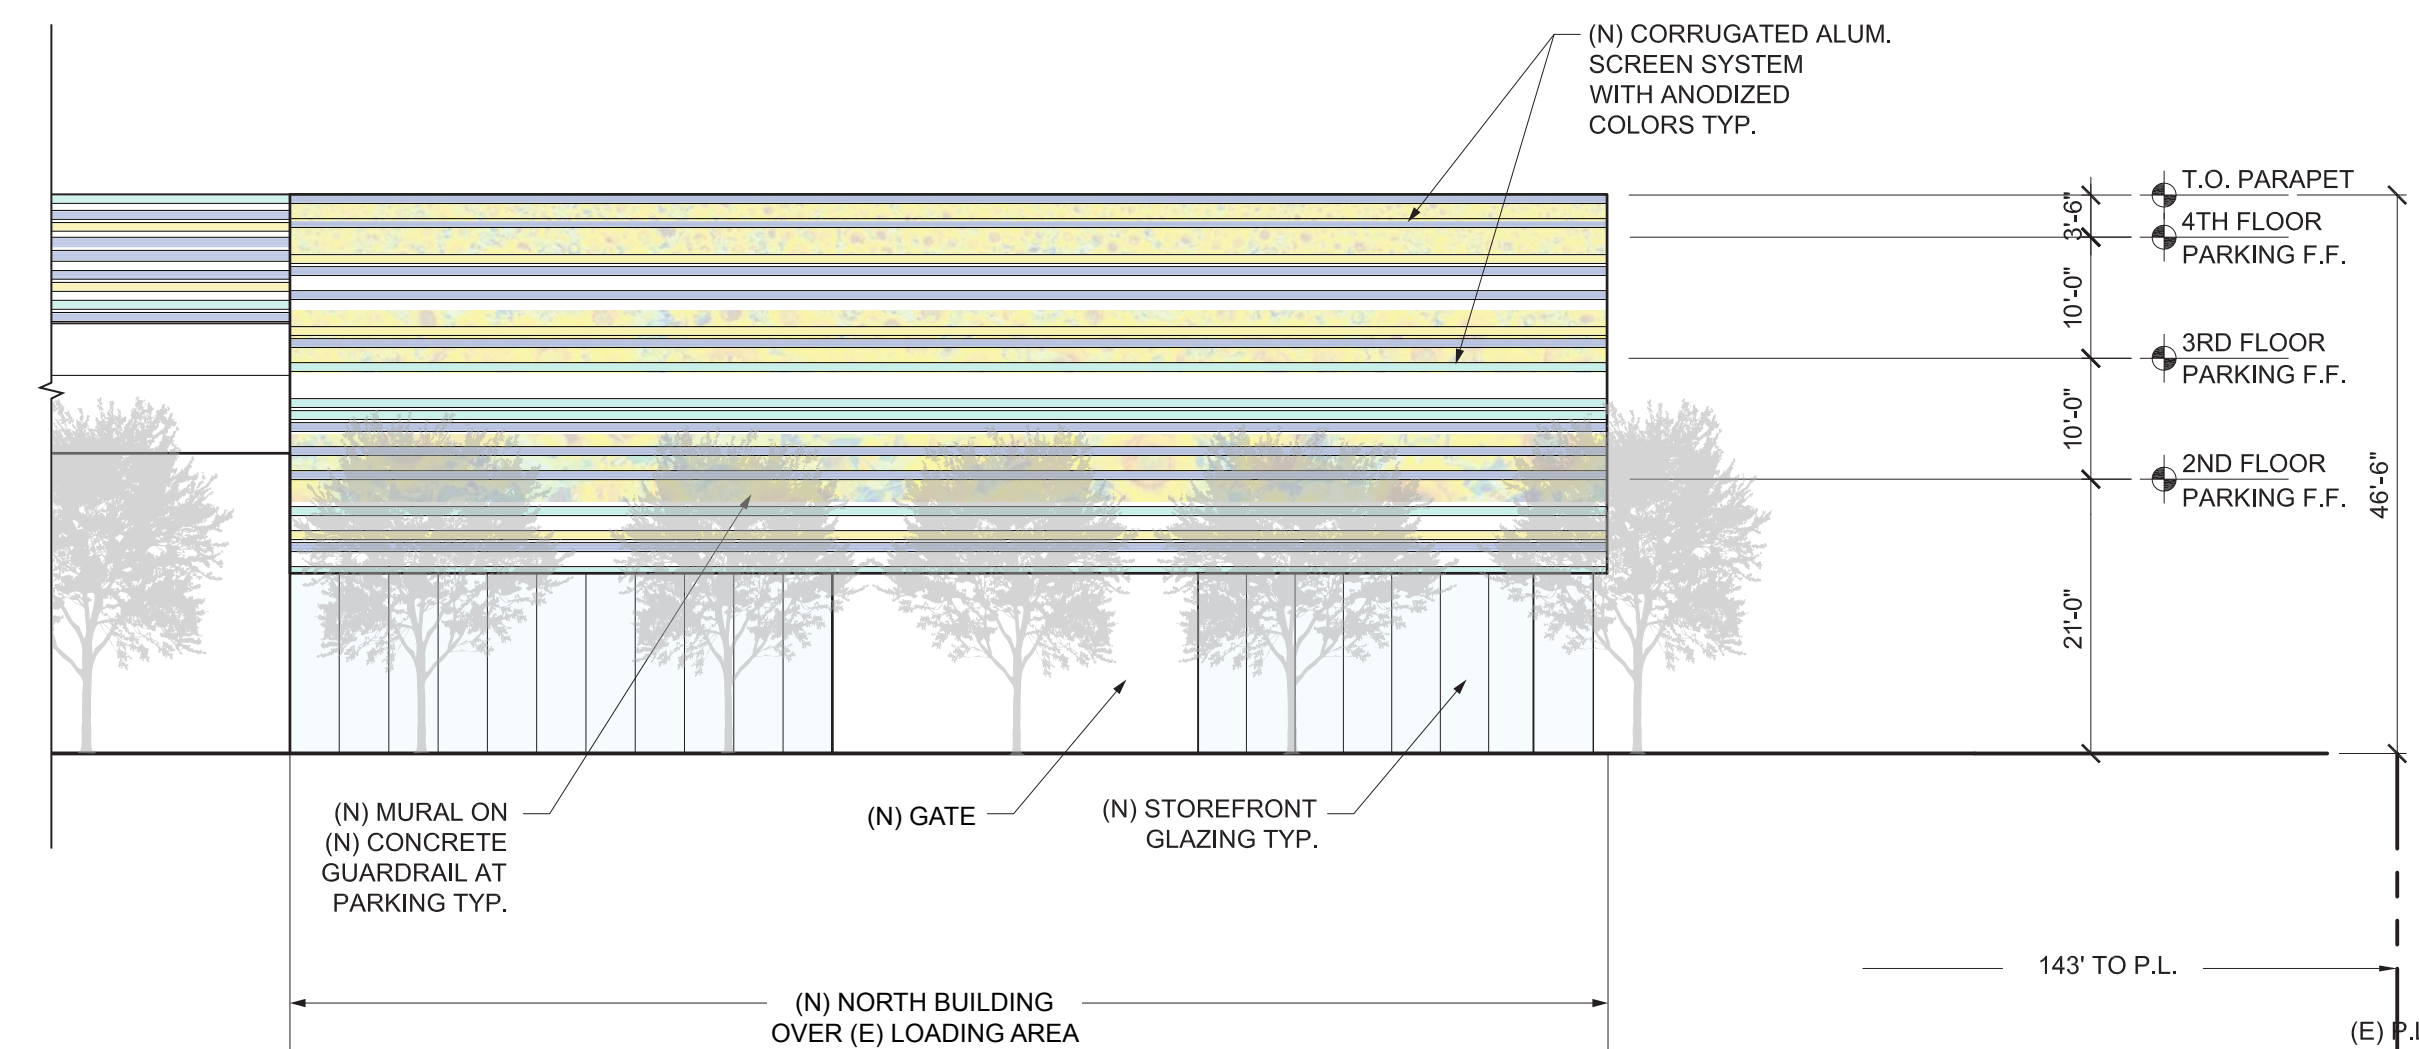 (N) CORRUGATED ALUM.
SCREEN SYSTEM
WITH ANODIZED
COLORS TYP.
T.O. PARAPET
3'-6"
4TH FLOOR
PARKING F.F.
10'-0"
3RD FLOOR
PARKING F.F.
10'-0"
2ND FLOOR
PARKING F.F.
46'-6"
21'-0"
(N) MURAL ON
(N) CONCRETE
GUARDRAIL AT
PARKING TYP.
(N) GATE
(N) STOREFRONT
GLAZING TYP.
143' TO P.L.
(N) NORTH BUILDING
OVER (E) LOADING AREA
(E) P.